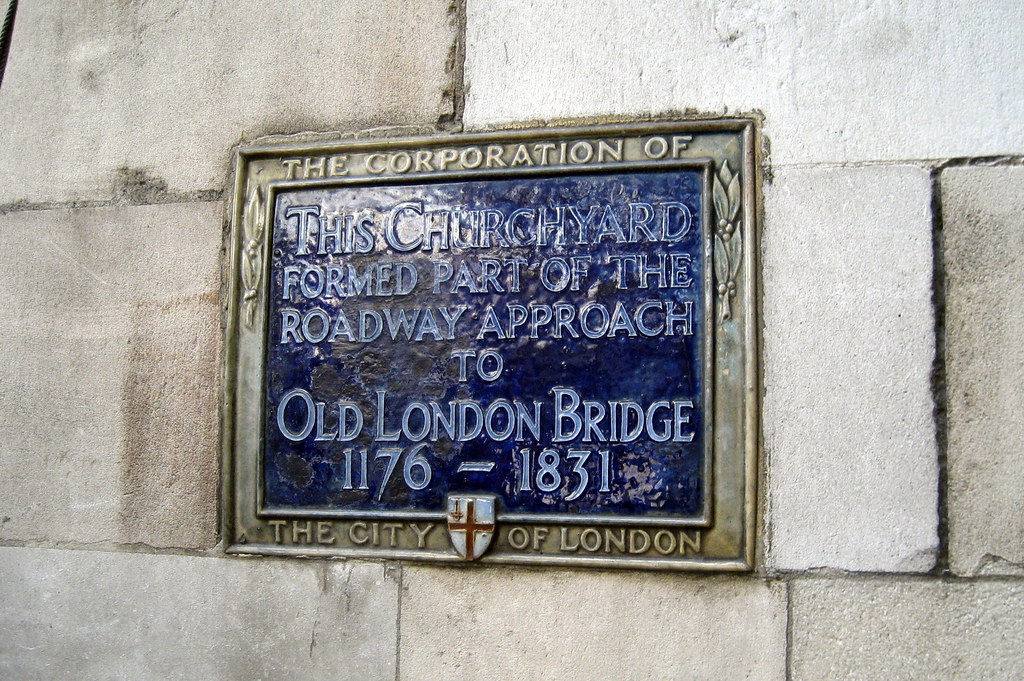 THE CORPORATION OF
THIS CHURCHYARD
FORMED PART OF THE
ROADWAY APPROACH
TO
OLD LONDON BRIDGE
1176 – 1831
THE CITY OF LONDON